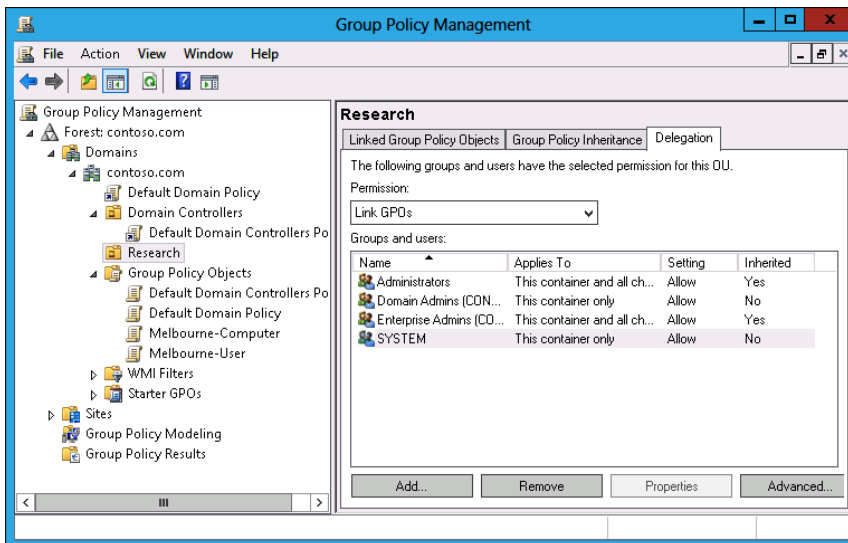 Group Policy Management
File Action View Window Help
Group Policy Management
Forest: contoso.com
Domains
contoso.com
Default Domain Policy
Domain Controllers
Default Domain Controllers Po
Research
Group Policy Objects
Default Domain Controllers Po
Default Domain Policy
Melbourne-Computer
Melbourne-User
WMI Filters
Starter GPOs
Sites
Group Policy Modeling
Group Policy Results
Research
Linked Group Policy Objects Group Policy Inheritance Delegation
The following groups and users have the selected permission for this OU.
Permission:
Link GPOs
Groups and users:
Name Applies To Setting Inherited
Administrators This container and all ch... Allow Yes
Domain Admins (CON... This container only Allow No
Enterprise Admins (CO... This container and all ch... Allow Yes
SYSTEM This container only Allow No
Add... Remove Properties Advanced...